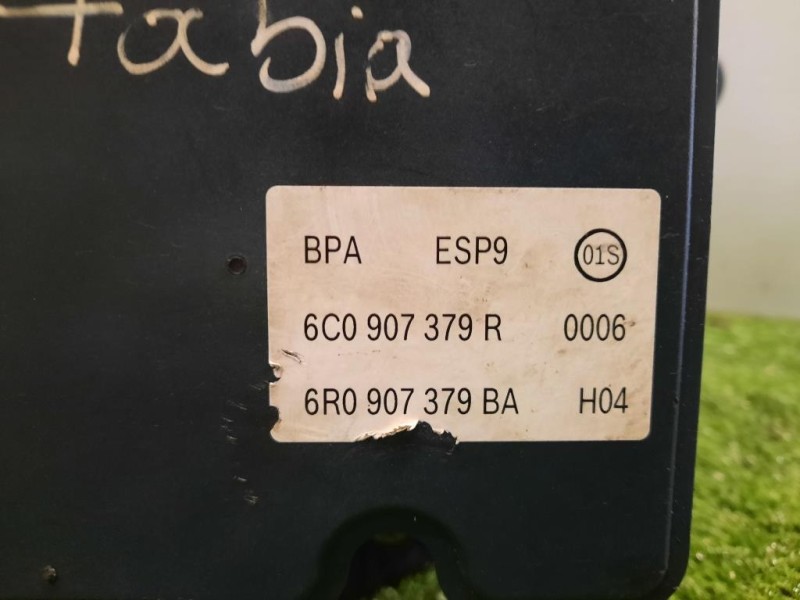 Fabia
BPA ESP9 01S
6C0 907 379 R 0006
6R0 907 379 BA H04